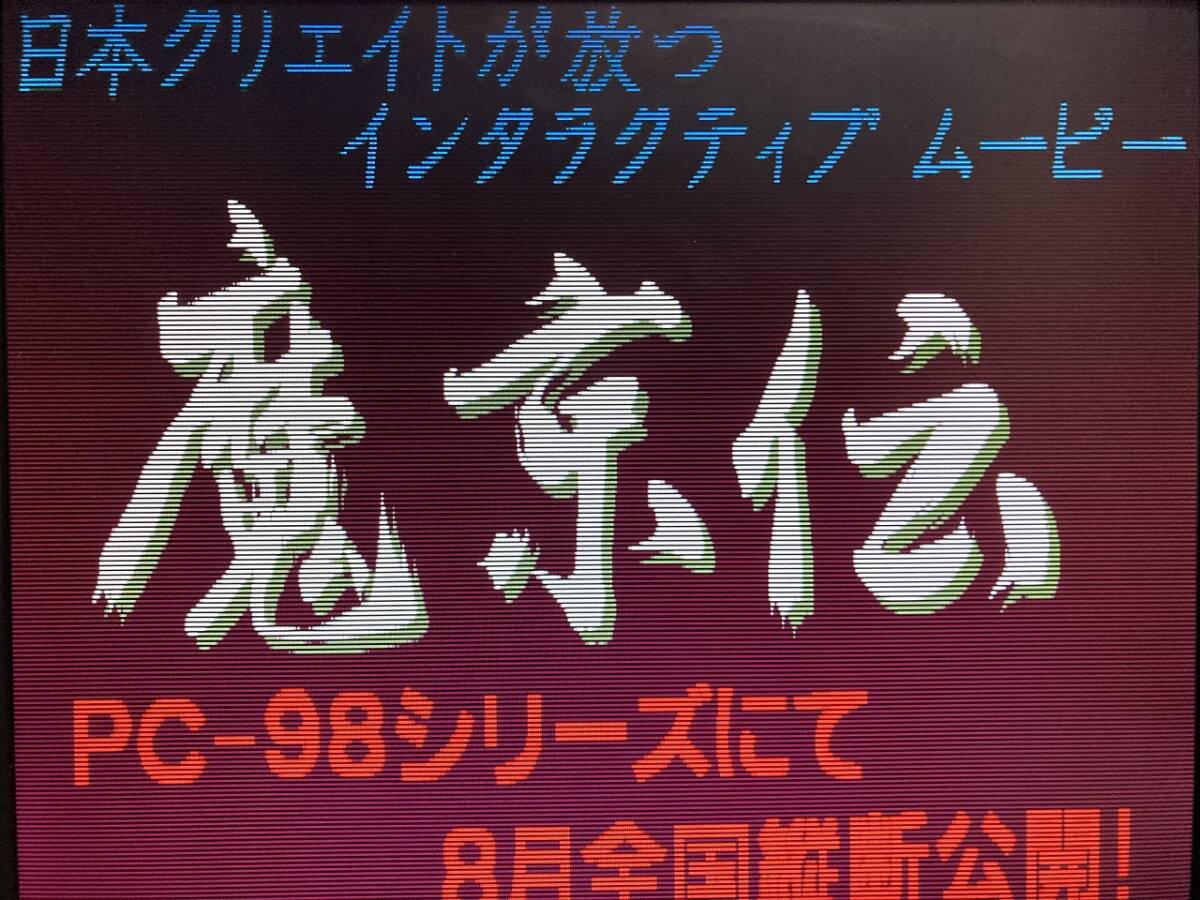 日本クリエイトが放つ
インタラクティブ ムービー
魔京伝
PC-98シリーズにて
8月全国縦断公開!